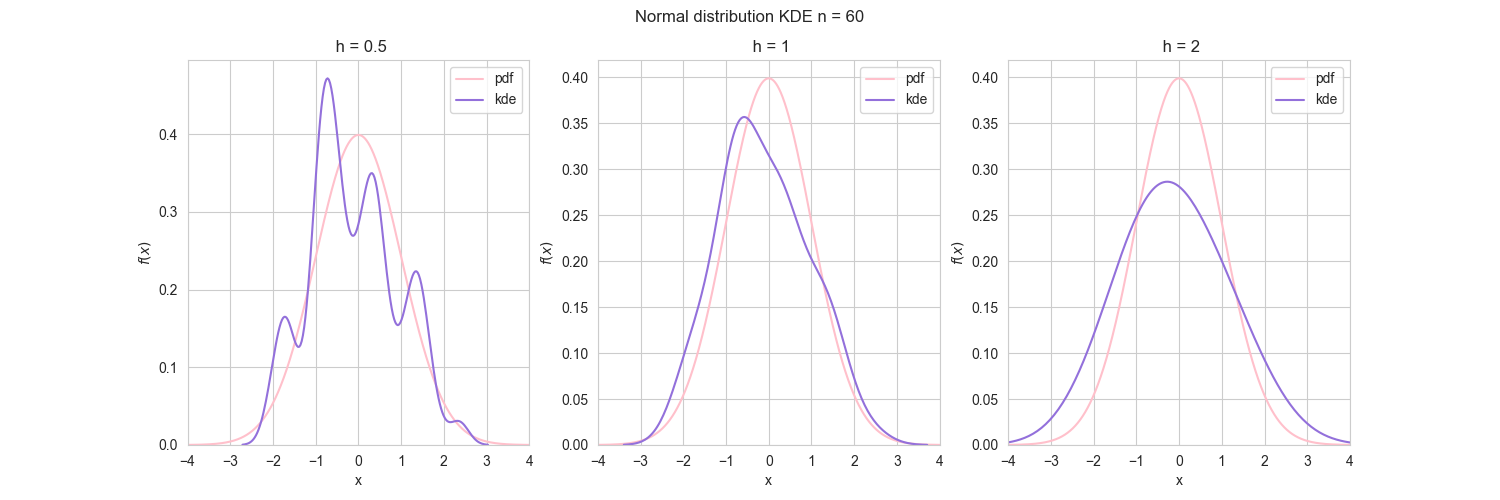 Normal distribution KDE n = 60
h = 0.5
pdf
kde
f(x)
0.4
0.3
0.2
0.1
0.0
−4 −3 −2 −1 0 1 2 3 4
x
h = 1
pdf
kde
f(x)
0.40
0.35
0.30
0.25
0.20
0.15
0.10
0.05
0.00
−4 −3 −2 −1 0 1 2 3 4
x
h = 2
pdf
kde
f(x)
0.40
0.35
0.30
0.25
0.20
0.15
0.10
0.05
0.00
−4 −3 −2 −1 0 1 2 3 4
x